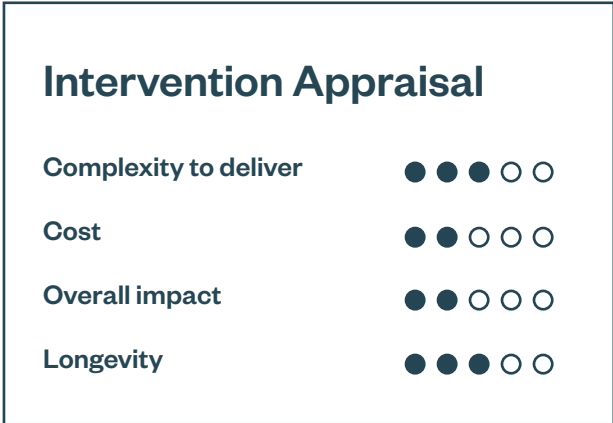 Intervention Appraisal
Complexity to deliver
Cost
Overall impact
Longevity